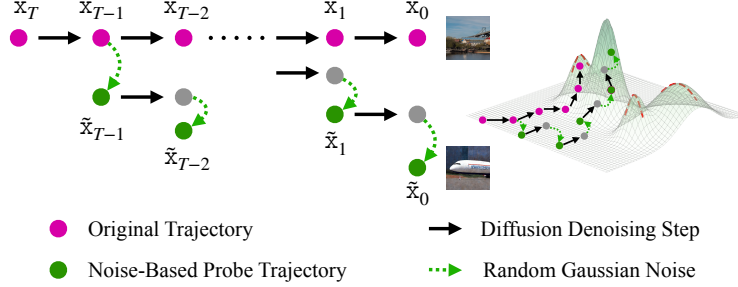 x_T x_{T−1} x_{T−2} x_1 x_0
x̃_{T−1} x̃_{T−2} x̃_1 x̃_0
Original Trajectory
Diffusion Denoising Step
Noise-Based Probe Trajectory
Random Gaussian Noise